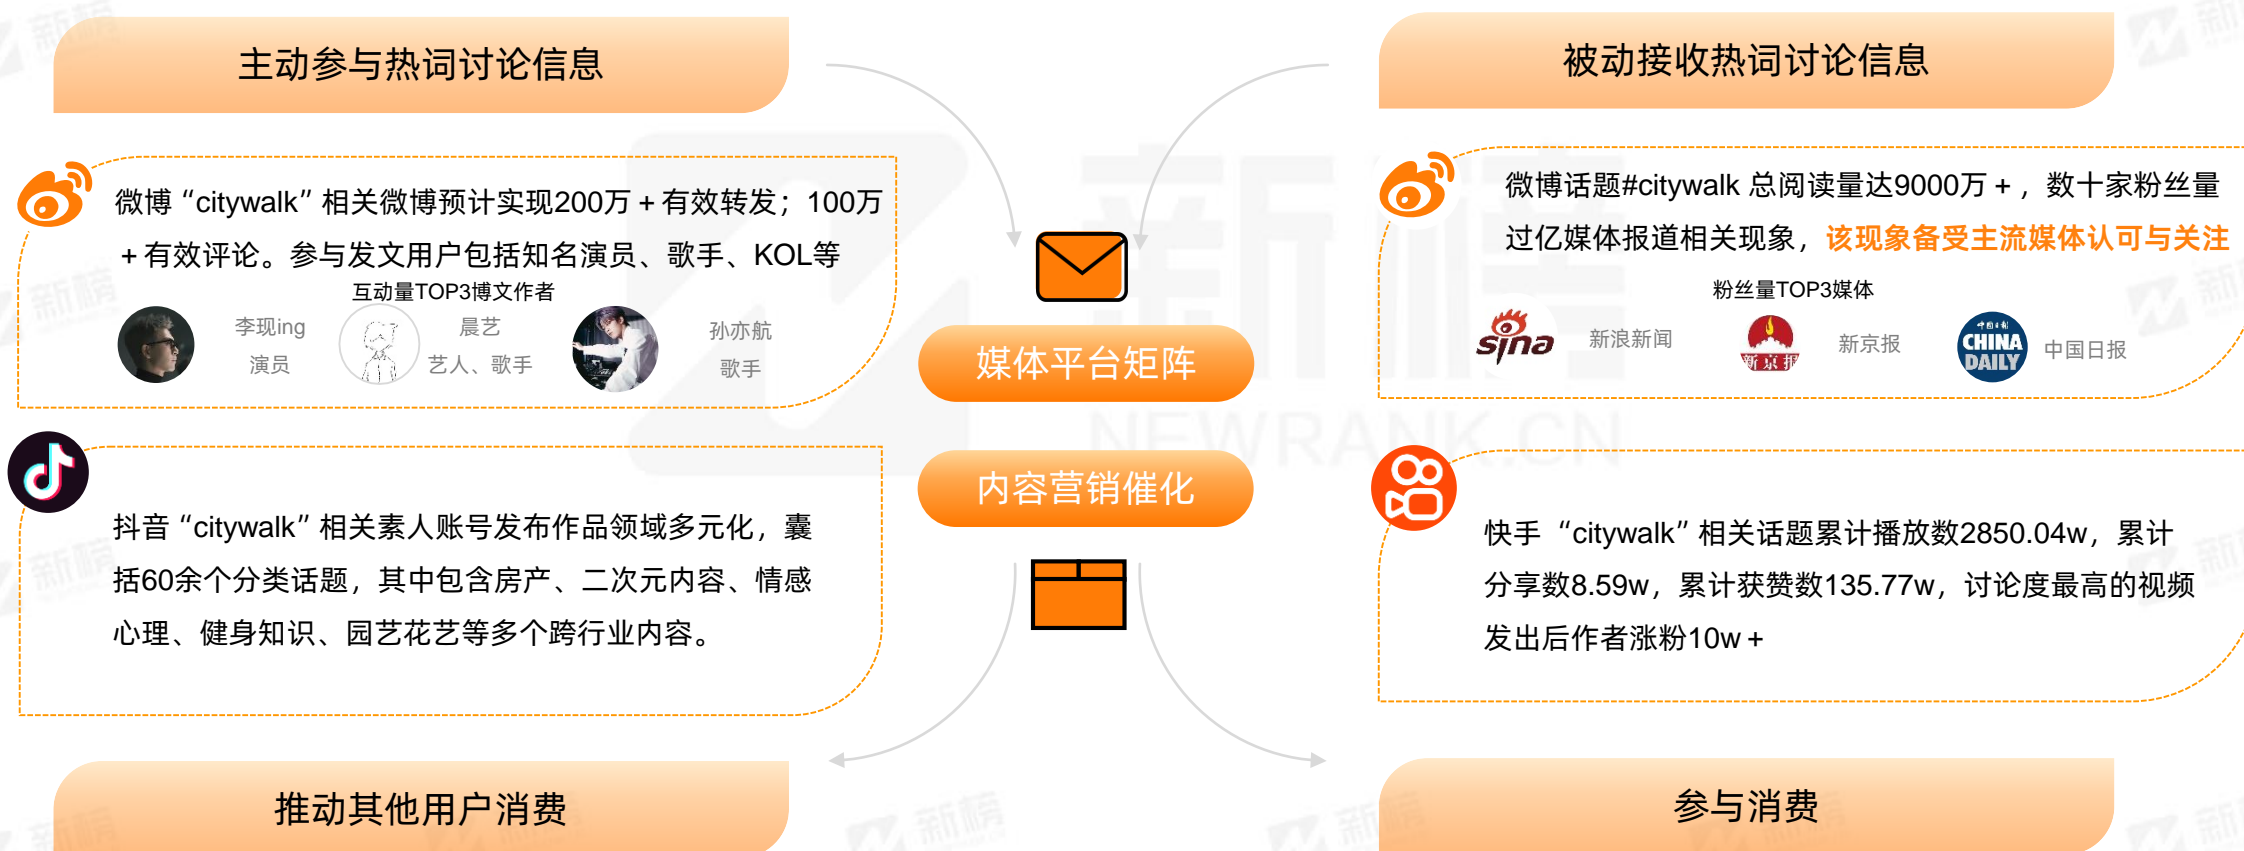 主动参与热词讨论信息
微博“citywalk”相关微博预计实现200万+有效转发；100万
+有效评论。参与发文用户包括知名演员、歌手、KOL等
互动量TOP3博文作者
李现ing
演员
晨艺
艺人、歌手
孙亦航
歌手
抖音“citywalk”相关素人账号发布作品领域多元化，囊
括60余个分类话题，其中包含房产、二次元内容、情感
心理、健身知识、园艺花艺等多个跨行业内容。
推动其他用户消费
媒体平台矩阵
内容营销催化
被动接收热词讨论信息
微博话题#citywalk 总阅读量达9000万+，数十家粉丝量
过亿媒体报道相关现象，该现象备受主流媒体认可与关注
粉丝量TOP3媒体
sina
新浪新闻
新京报
新京报
中国日报
CHINA
DAILY
中国日报
快手 “citywalk”相关话题累计播放数2850.04w，累计
分享数8.59w，累计获赞数135.77w，讨论度最高的视频
发出后作者涨粉10w+
参与消费
新榜
NEWRANK.CN